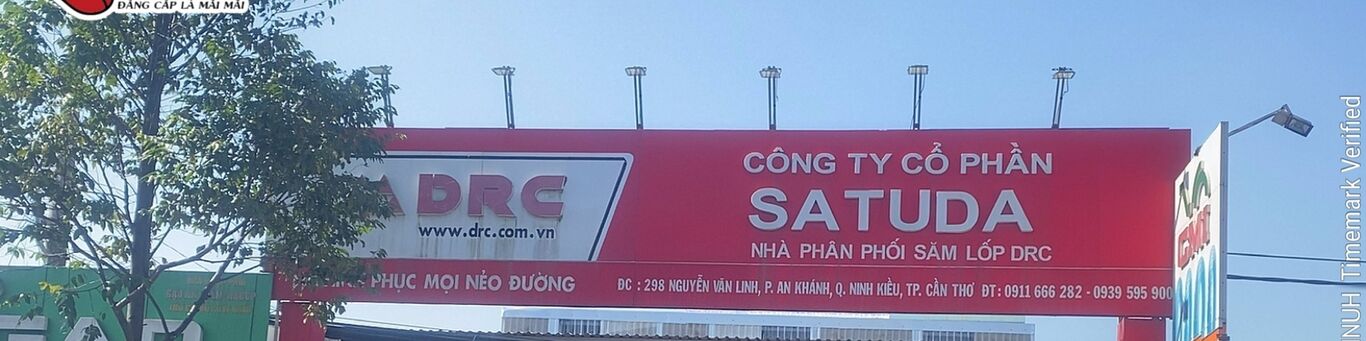 ĐẲNG CẤP LÀ MÃI MÃI
DRC
www.drc.com.vn
PHỤC MỌI NẺO ĐƯỜNG
CÔNG TY CỔ PHẦN
SATUDA
NHÀ PHÂN PHỐI SĂM LỐP DRC
ĐC : 298 NGUYỄN VĂN LINH, P. AN KHÁNH, Q. NINH KIỀU, TP. CẦN THƠ ĐT: 0911 666 282 - 0939 595 900
NUH Timemark Verified